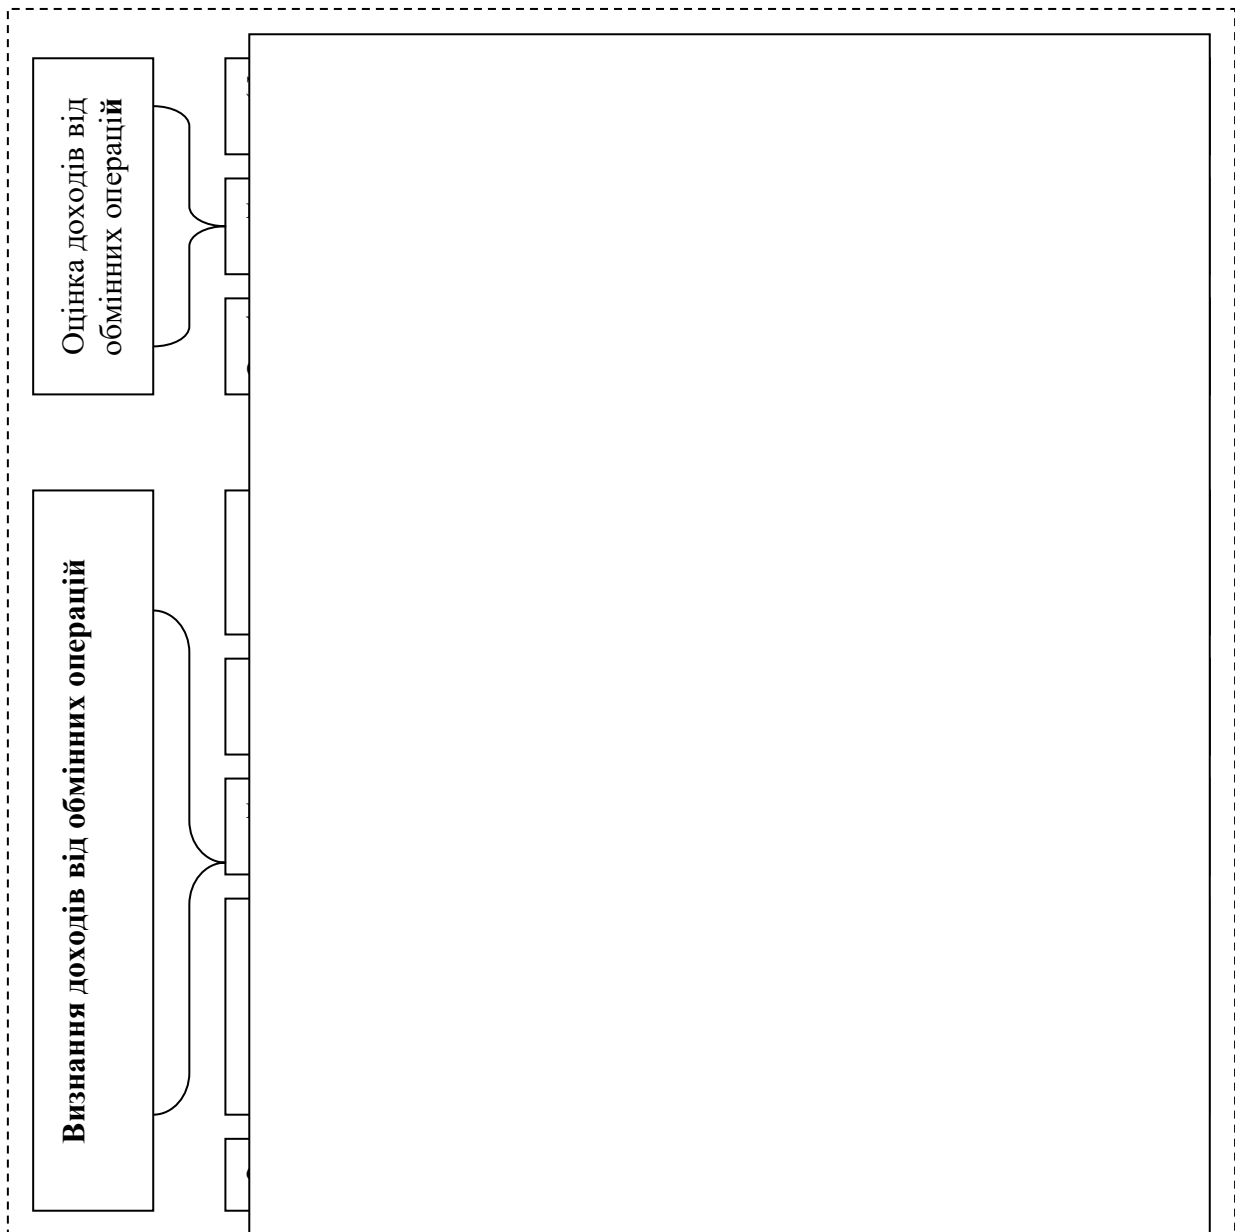 Оцінка доходів від
обмінних операцій
Визнання доходів від обмінних операцій